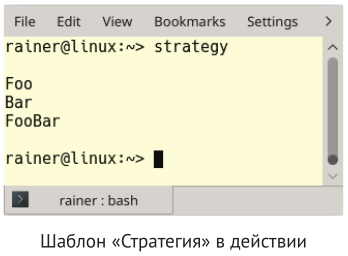 File Edit View Bookmarks Settings >
rainer@linux:~> strategy
Foo
Bar
FooBar
rainer@linux:~>
rainer : bash
Шаблон «Стратегия» в действии